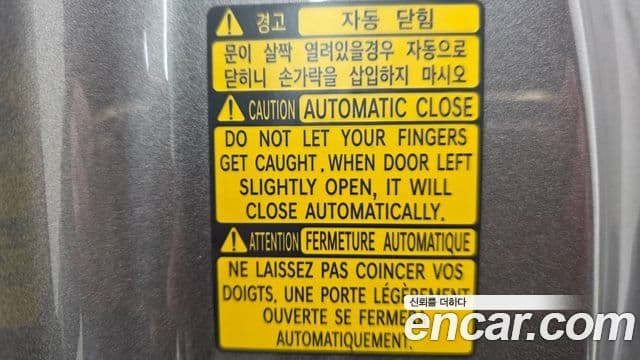 경고 자동 닫힘
문이 살짝 열려있을경우 자동으로
닫히니 손가락을 삽입하지 마시오
CAUTION AUTOMATIC CLOSE
DO NOT LET YOUR FINGERS
GET CAUGHT. WHEN DOOR LEFT
SLIGHTLY OPEN, IT WILL
CLOSE AUTOMATICALLY.
ATTENTION FERMETURE AUTOMATIQUE
NE LAISSEZ PAS COINCER VOS
DOIGTS, UNE PORTE LÉGÈREMENT
OUVERTE SE FERMERA
AUTOMATIQUEMENT.
신뢰를 더하다
encar.com